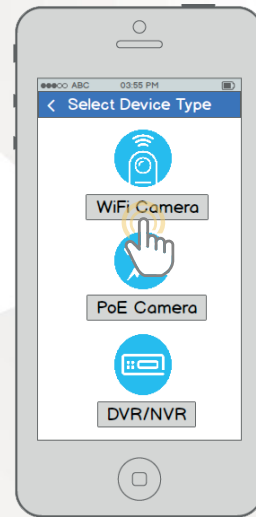 ABC 03:55 PM
Select Device Type
WiFi Camera
PoE Camera
DVR/NVR